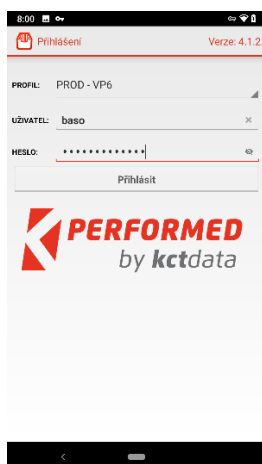 8:00
Přihlášení Verze: 4.1.2
PROFIL: PROD - VP6
UŽIVATEL: baso
HESLO: •••••••••••••
Přihlásit
PERFORMED
by kctdata